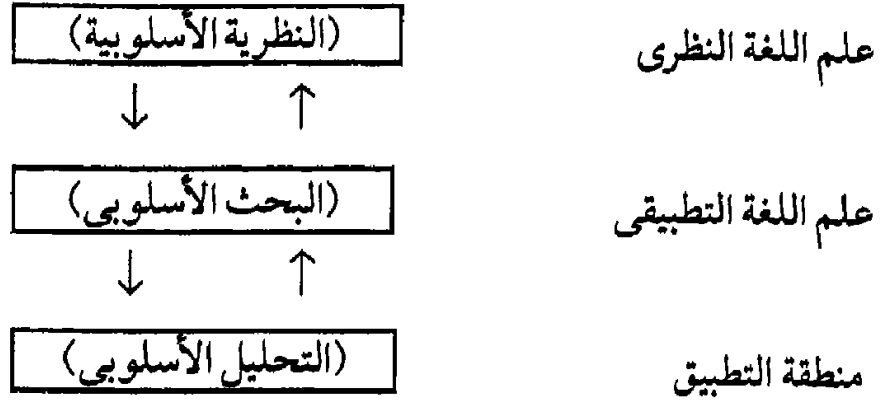 علم اللغة النظرى (النظرية الأسلوبية)
↓ ↑
علم اللغة التطبيقى (البحث الأسلوبى)
↓ ↑
منطقة التطبيق (التحليل الأسلوبى)